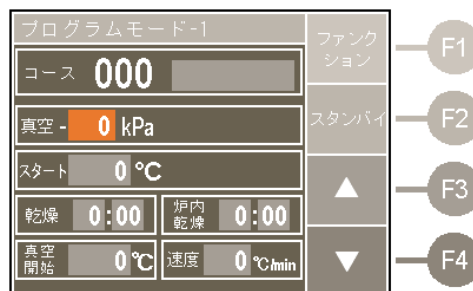 プログラムモード-1
ファンク
ション
F1
コース 000
真空 - 0 kPa
スタンバイ
F2
スタート 0 ℃
▲
F3
乾燥 0:00
炉内
乾燥 0:00
真空
開始 0 ℃
速度 0 ℃/min
▼
F4